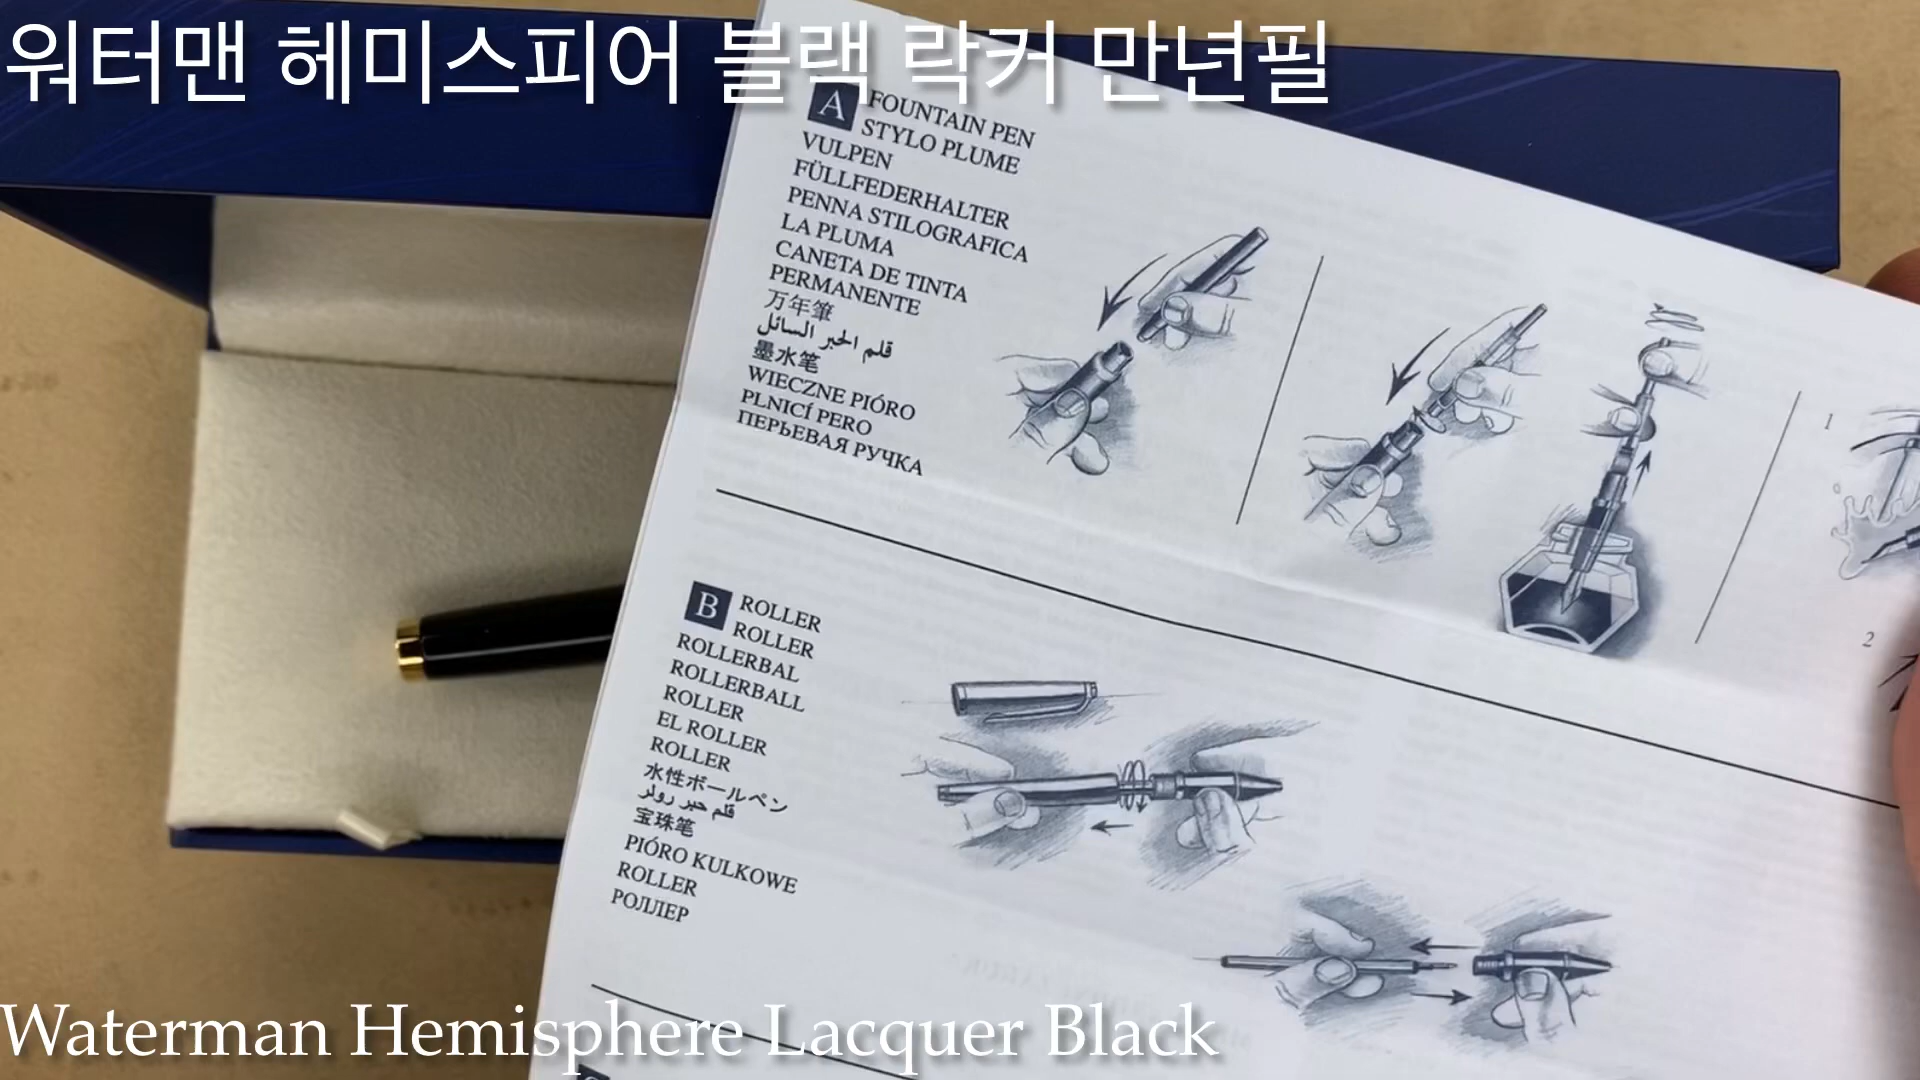 워터맨 헤미스피어 블랙 락커 만년필
A FOUNTAIN PEN
STYLO PLUME
VULPEN
FÜLLFEDERHALTER
PENNA STILOGRAFICA
LA PLUMA
CANETA DE TINTA
PERMANENTE
万年筆
قلم الحبر السائل
墨水笔
WIECZNE PIÓRO
PLNICÍ PERO
ПЕРЬЕВАЯ РУЧКА
1
2
B ROLLER
ROLLER
ROLLERBAL
ROLLERBALL
ROLLER
EL ROLLER
ROLLER
水性ボールペン
قلم حبر رولر
宝珠笔
PIÓRO KULKOWE
ROLLER
РОЛЛЕР
Waterman Hemisphere Lacquer Black